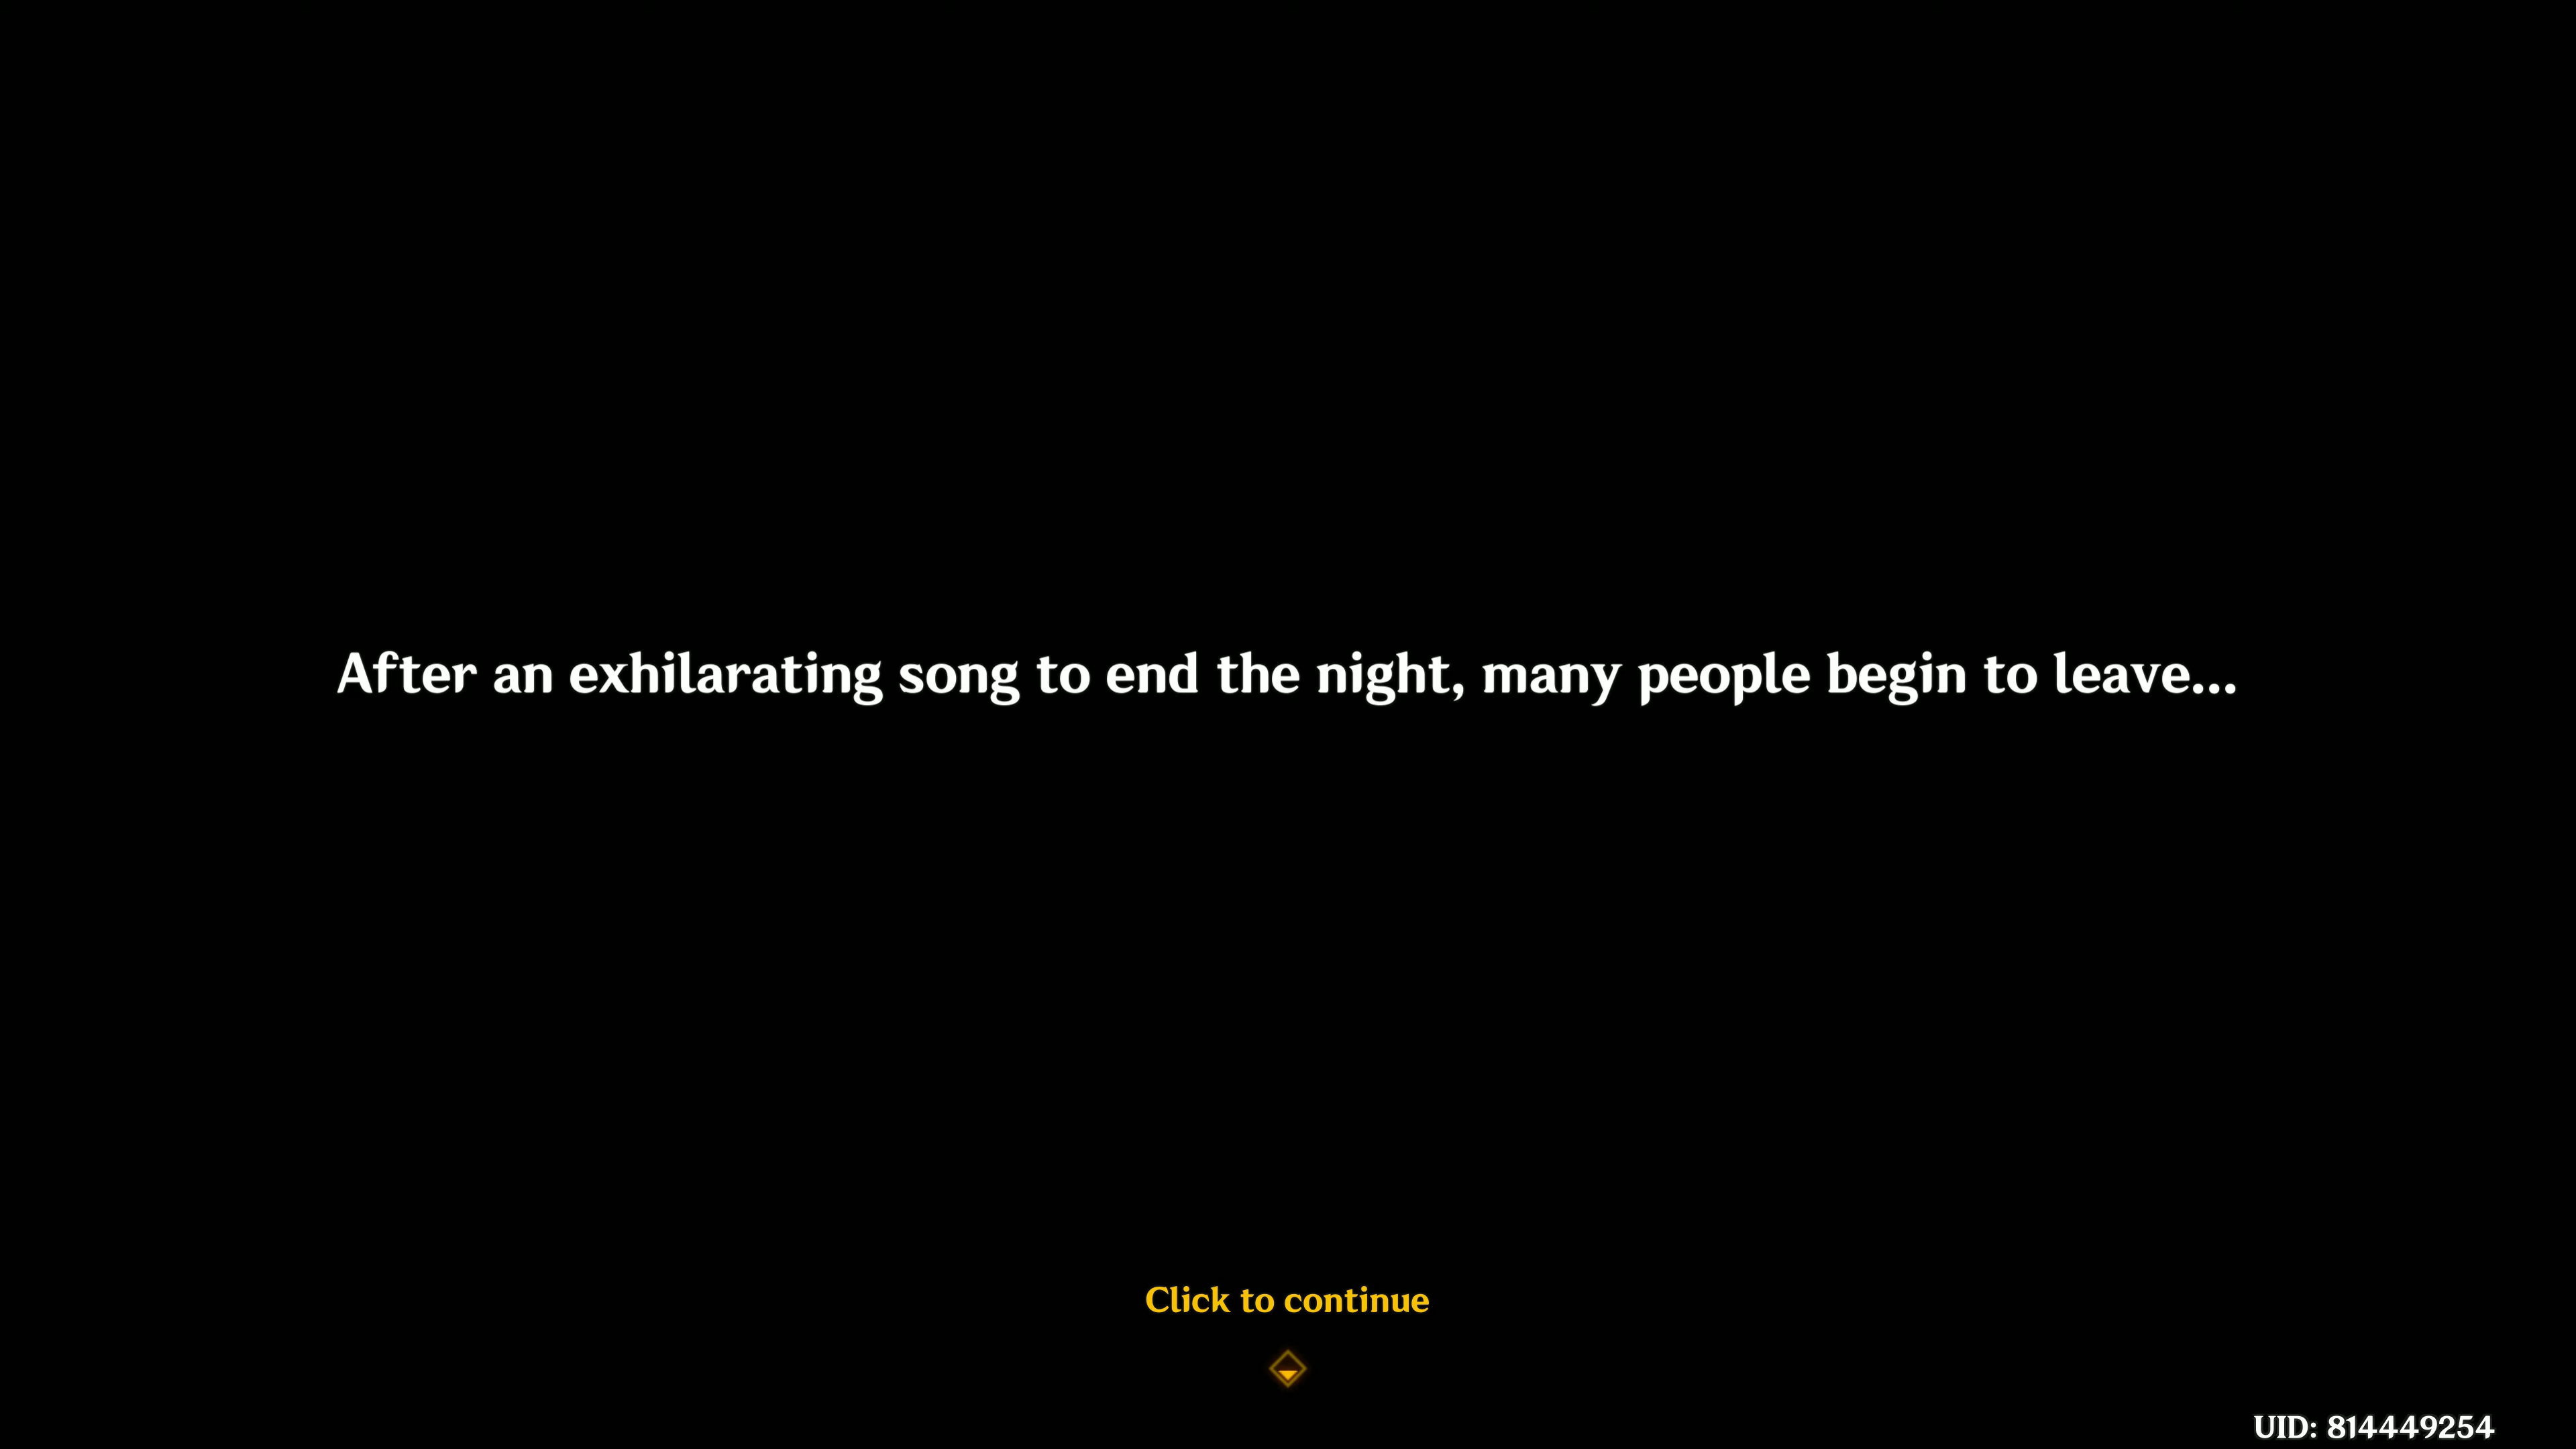 After an exhilarating song to end the night, many people begin to leave...
Click to continue
UID: 814449254